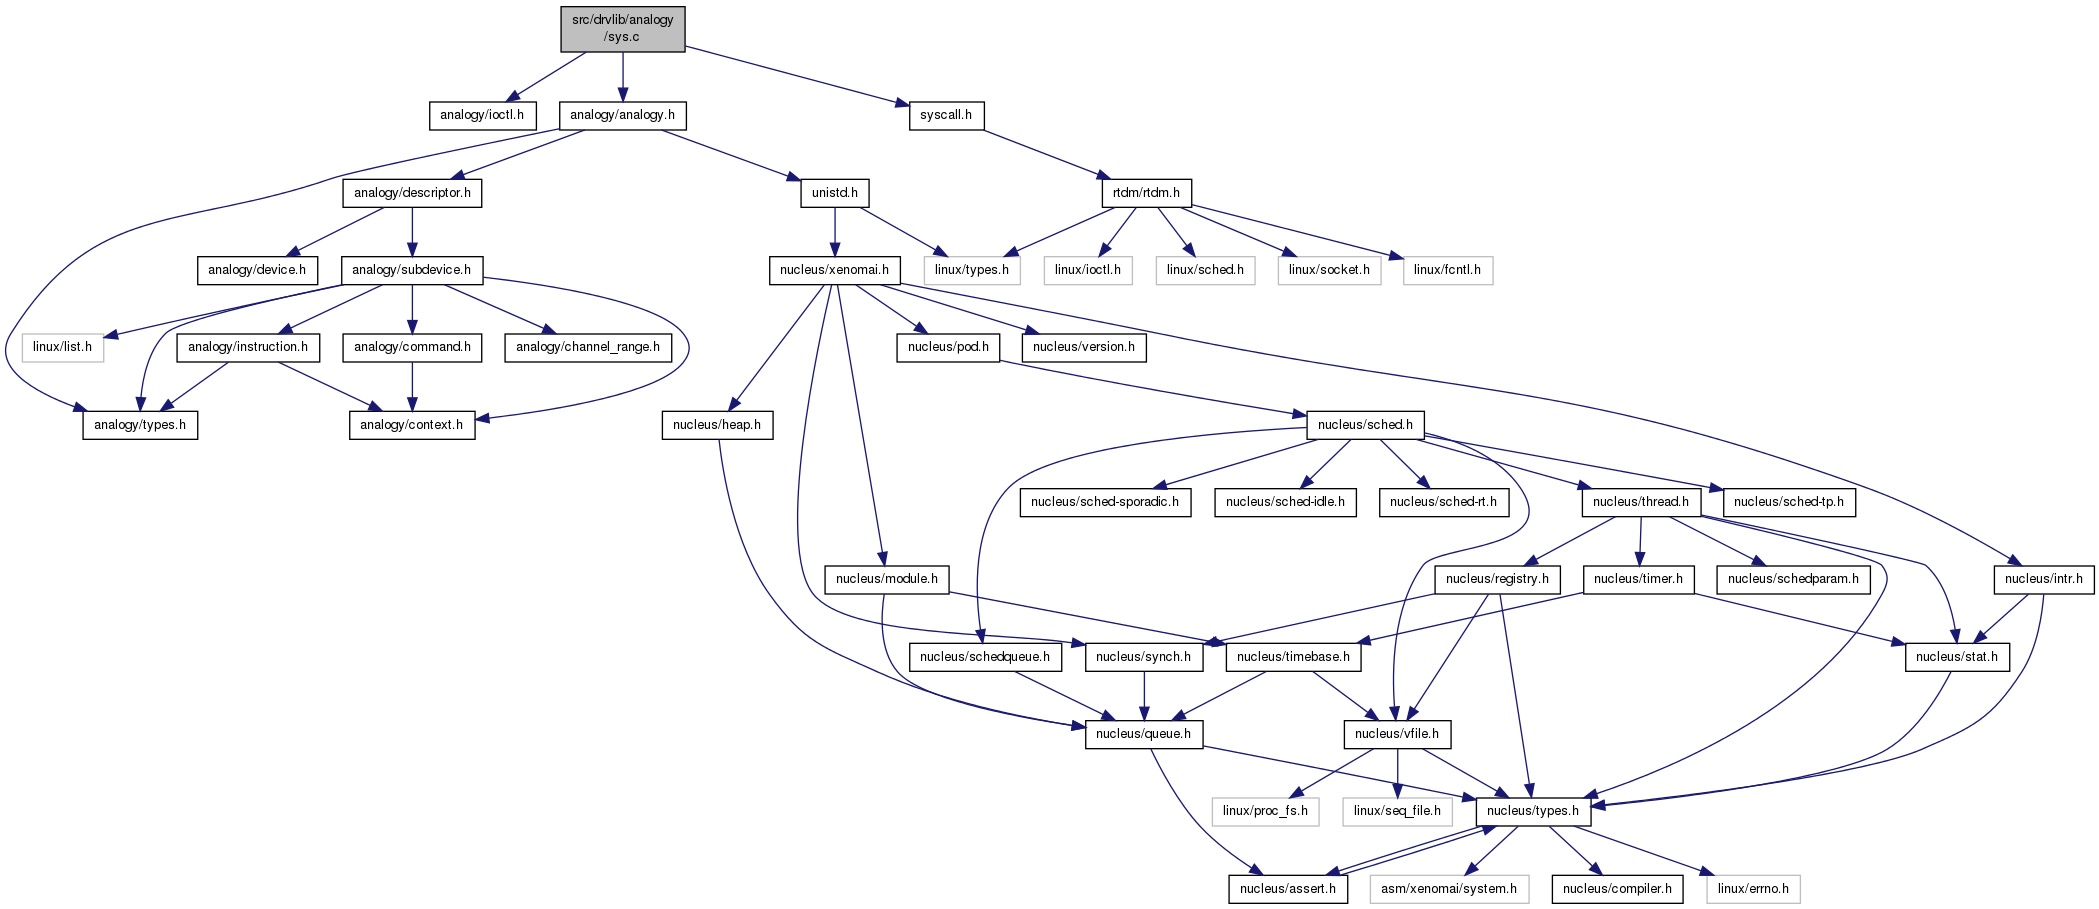 src/drvlib/analogy
/sys.c
analogy/ioctl.h
analogy/analogy.h
syscall.h
analogy/descriptor.h
unistd.h
rtdm/rtdm.h
analogy/device.h
analogy/subdevice.h
nucleus/xenomai.h
linux/types.h
linux/ioctl.h
linux/sched.h
linux/socket.h
linux/fcntl.h
linux/list.h
analogy/instruction.h
analogy/command.h
analogy/channel_range.h
nucleus/pod.h
nucleus/version.h
analogy/types.h
analogy/context.h
nucleus/heap.h
nucleus/sched.h
nucleus/sched-sporadic.h
nucleus/sched-idle.h
nucleus/sched-rt.h
nucleus/thread.h
nucleus/sched-tp.h
nucleus/module.h
nucleus/registry.h
nucleus/timer.h
nucleus/schedparam.h
nucleus/intr.h
nucleus/schedqueue.h
nucleus/synch.h
nucleus/timebase.h
nucleus/stat.h
nucleus/queue.h
nucleus/vfile.h
linux/proc_fs.h
linux/seq_file.h
nucleus/types.h
nucleus/assert.h
asm/xenomai/system.h
nucleus/compiler.h
linux/errno.h